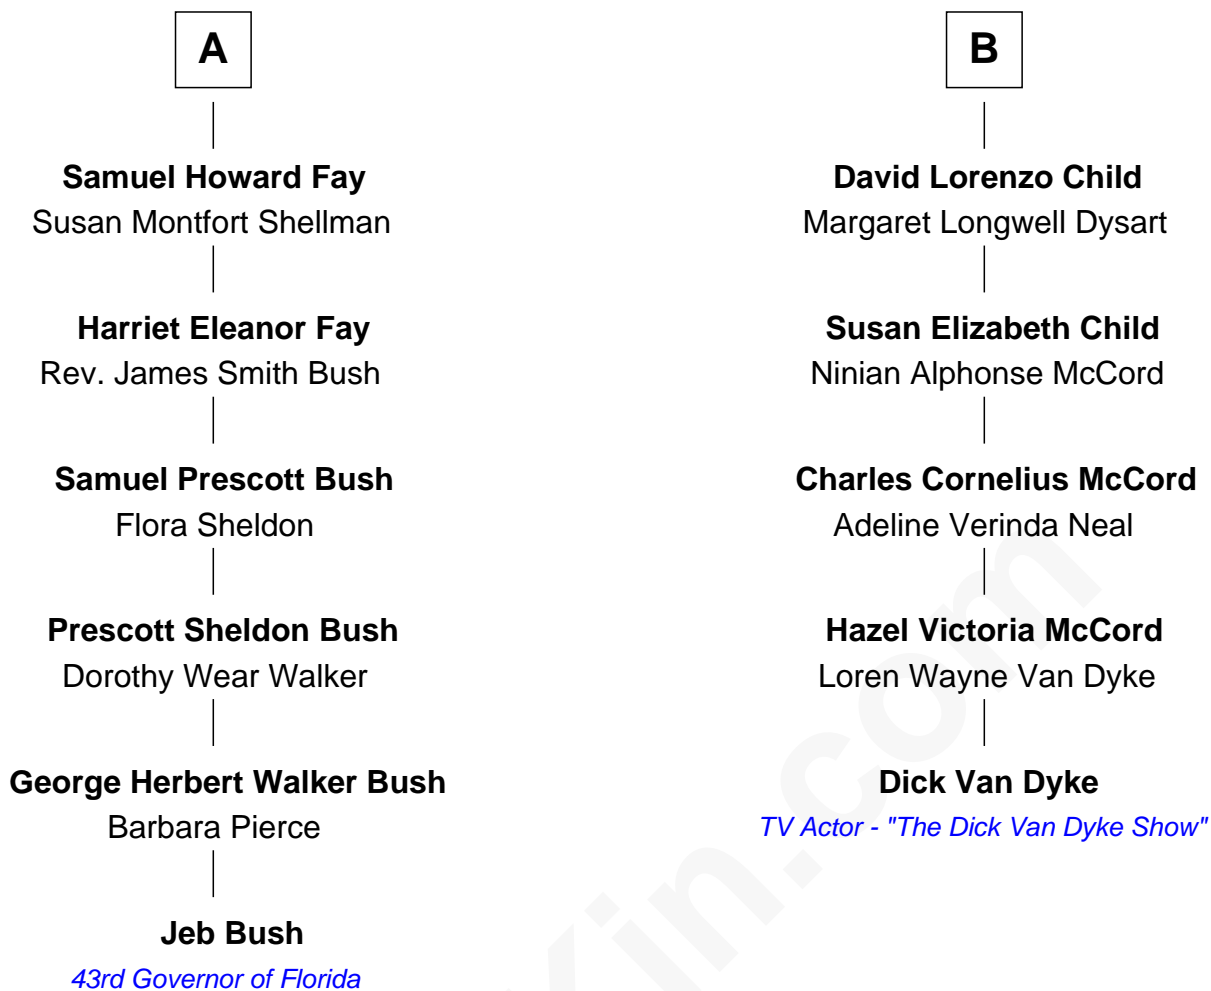 A
Samuel Howard Fay
Susan Montfort Shellman
Harriet Eleanor Fay
Rev. James Smith Bush
Samuel Prescott Bush
Flora Sheldon
Prescott Sheldon Bush
Dorothy Wear Walker
George Herbert Walker Bush
Barbara Pierce
Jeb Bush
43rd Governor of Florida
B
David Lorenzo Child
Margaret Longwell Dysart
Susan Elizabeth Child
Ninian Alphonse McCord
Charles Cornelius McCord
Adeline Verinda Neal
Hazel Victoria McCord
Loren Wayne Van Dyke
Dick Van Dyke
TV Actor - "The Dick Van Dyke Show"
Kin.com